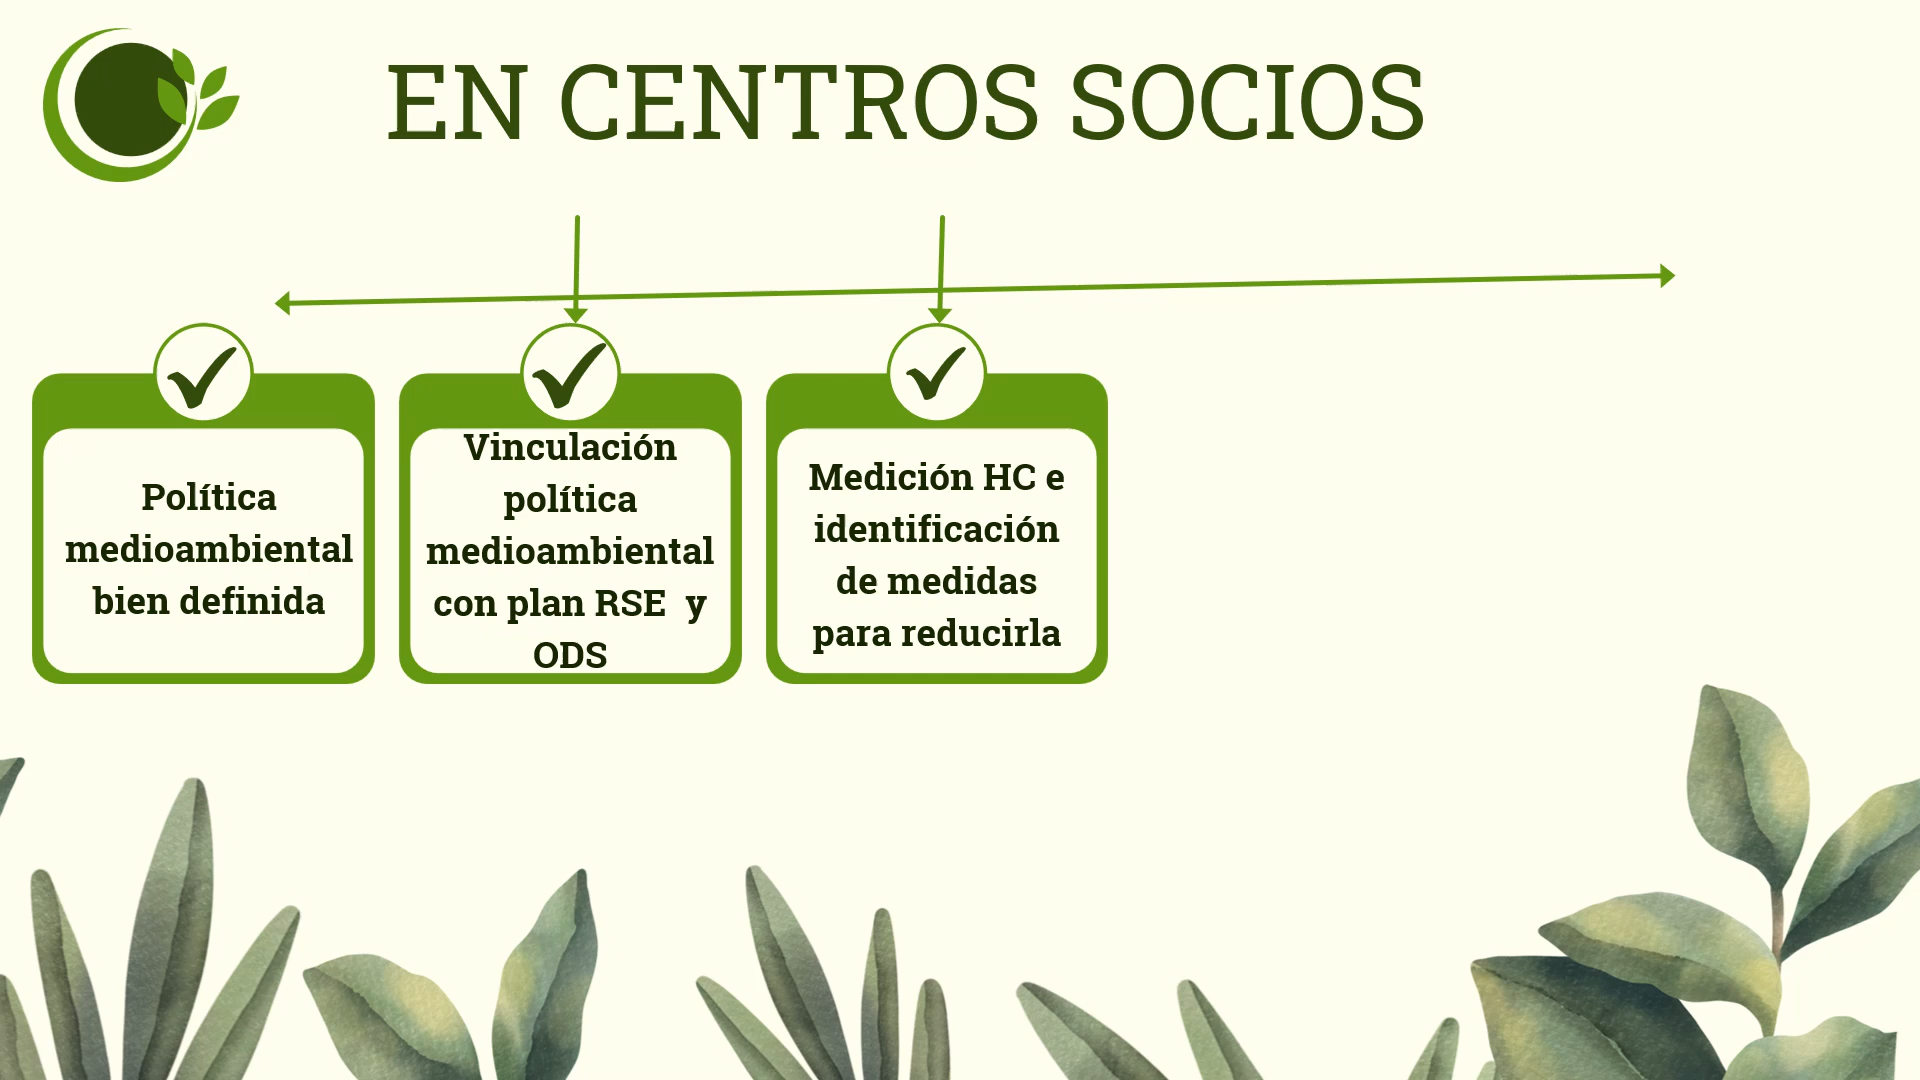 EN CENTROS SOCIOS
Política
medioambiental
bien definida
Vinculación
política
medioambiental
con plan RSE  y
ODS
Medición HC e
identificación
de medidas
para reducirla